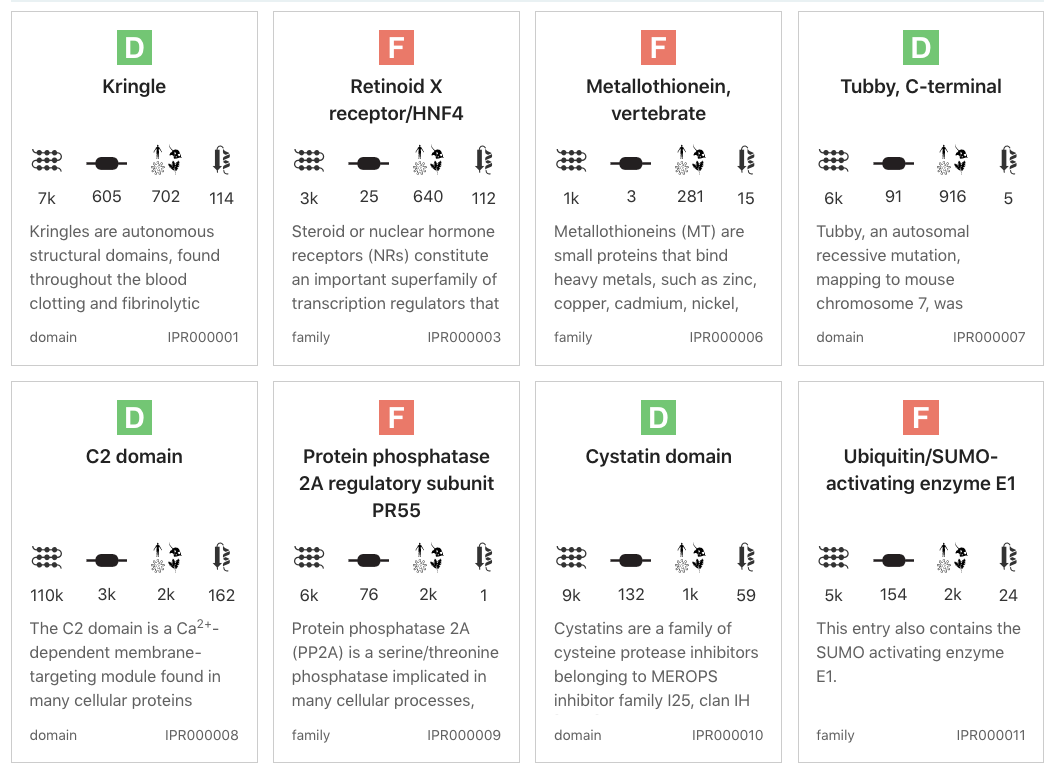 D
Kringle
7k 605 702 114
Kringles are autonomous
structural domains, found
throughout the blood
clotting and fibrinolytic
domain IPR000001
F
Retinoid X
receptor/HNF4
3k 25 640 112
Steroid or nuclear hormone
receptors (NRs) constitute
an important superfamily of
transcription regulators that
family IPR000003
F
Metallothionein,
vertebrate
1k 3 281 15
Metallothioneins (MT) are
small proteins that bind
heavy metals, such as zinc,
copper, cadmium, nickel,
family IPR000006
D
Tubby, C-terminal
6k 91 916 5
Tubby, an autosomal
recessive mutation,
mapping to mouse
chromosome 7, was
domain IPR000007
D
C2 domain
110k 3k 2k 162
The C2 domain is a Ca²⁺-
dependent membrane-
targeting module found in
many cellular proteins
domain IPR000008
F
Protein phosphatase
2A regulatory subunit
PR55
6k 76 2k 1
Protein phosphatase 2A
(PP2A) is a serine/threonine
phosphatase implicated in
many cellular processes,
family IPR000009
D
Cystatin domain
9k 132 1k 59
Cystatins are a family of
cysteine protease inhibitors
belonging to MEROPS
inhibitor family I25, clan IH
domain IPR000010
F
Ubiquitin/SUMO-
activating enzyme E1
5k 154 2k 24
This entry also contains the
SUMO activating enzyme
E1.
family IPR000011